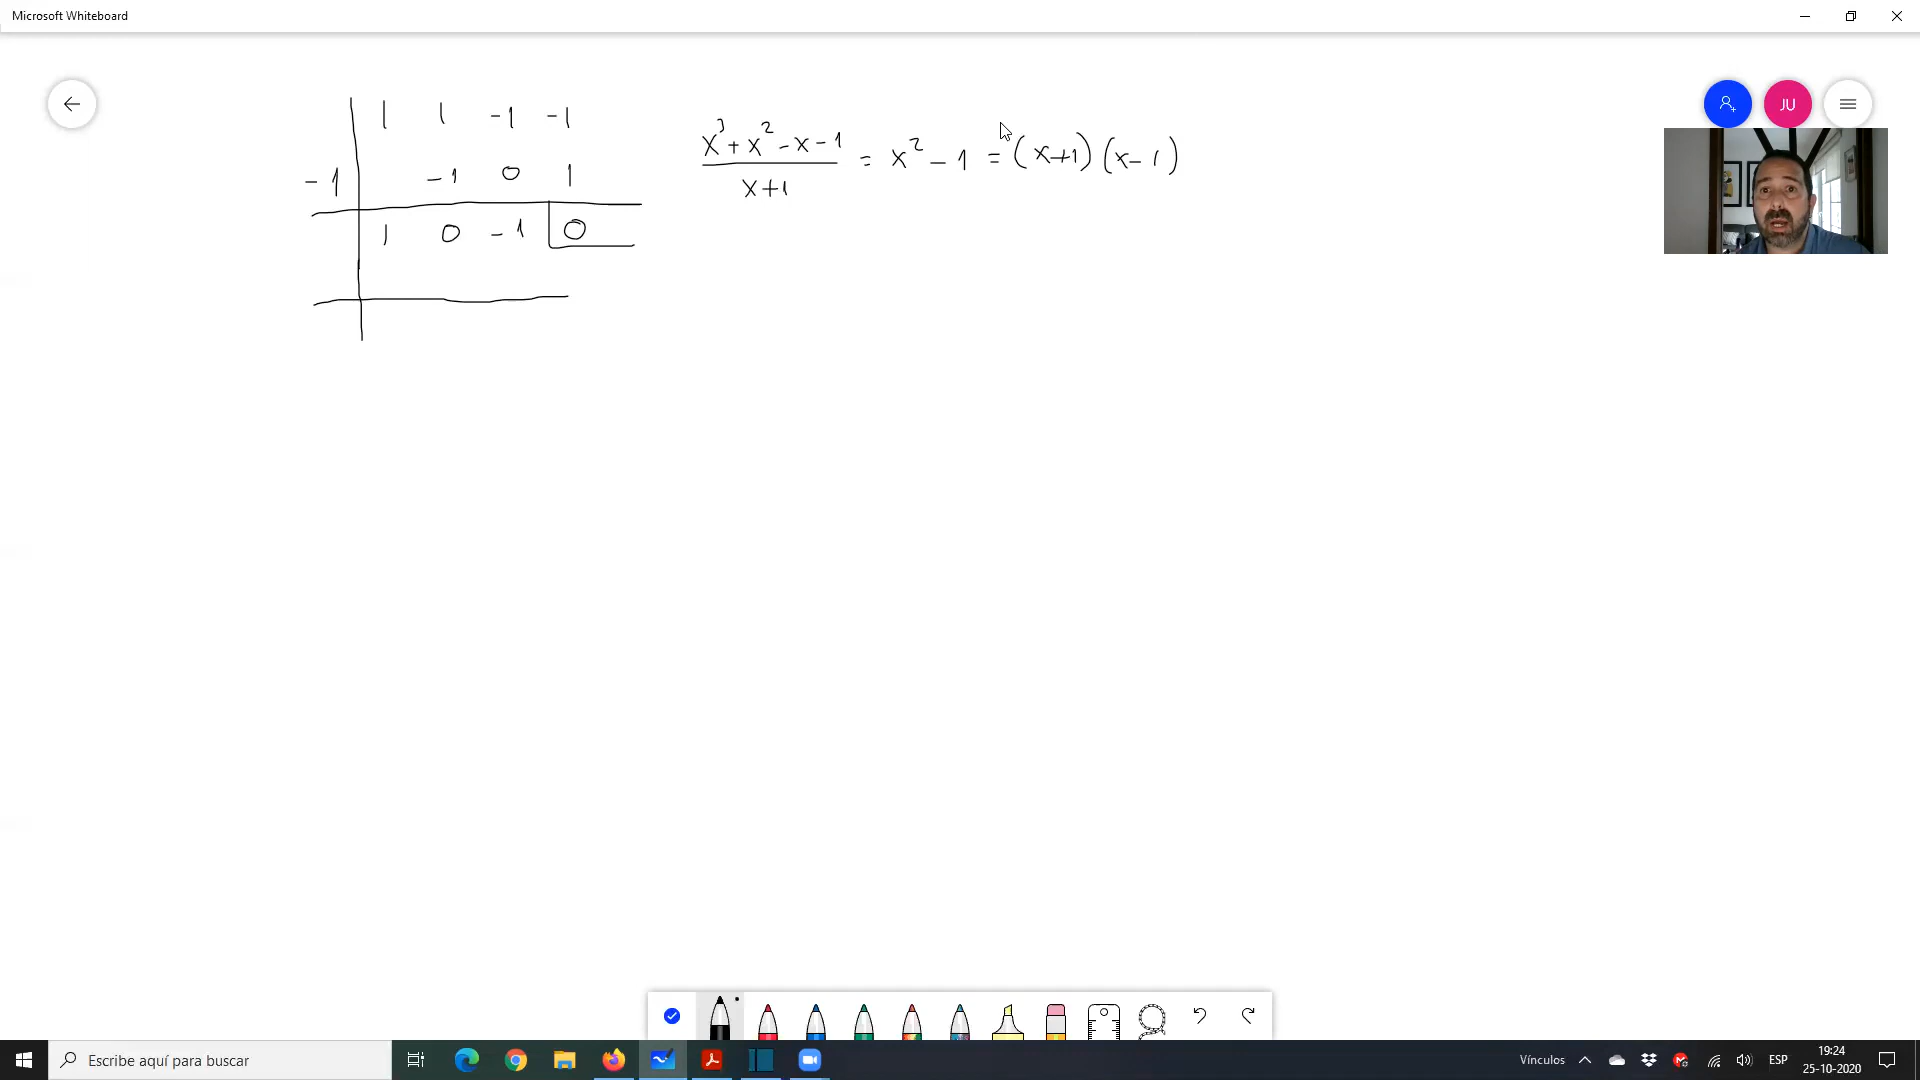 Microsoft Whiteboard
JU
1 1 -1 -1
-1 -1 0 1
1 0 -1 0
x³ + x² - x - 1
x+1
= x² - 1 = (x+1) (x-1)
Escribe aquí para buscar
Vínculos
ESP
19:24
25-10-2020